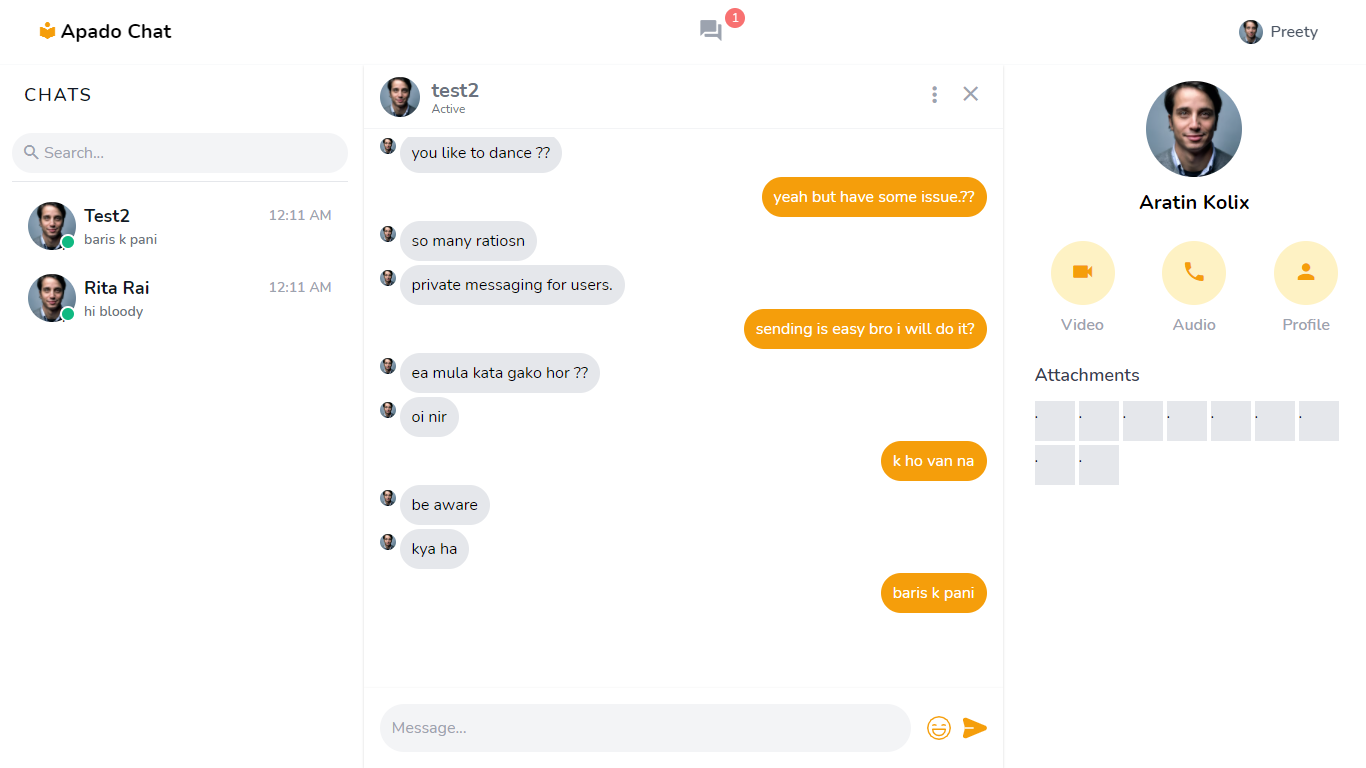 Apado Chat
1
Preety
CHATS
Search...
Test2
12:11 AM
baris k pani
Rita Rai
12:11 AM
hi bloody
test2
Active
you like to dance ??
yeah but have some issue.??
so many ratiosn
private messaging for users.
sending is easy bro i will do it?
ea mula kata gako hor ??
oi nir
k ho van na
be aware
kya ha
baris k pani
Message...
Aratin Kolix
Video
Audio
Profile
Attachments
. . . . . . .
. .